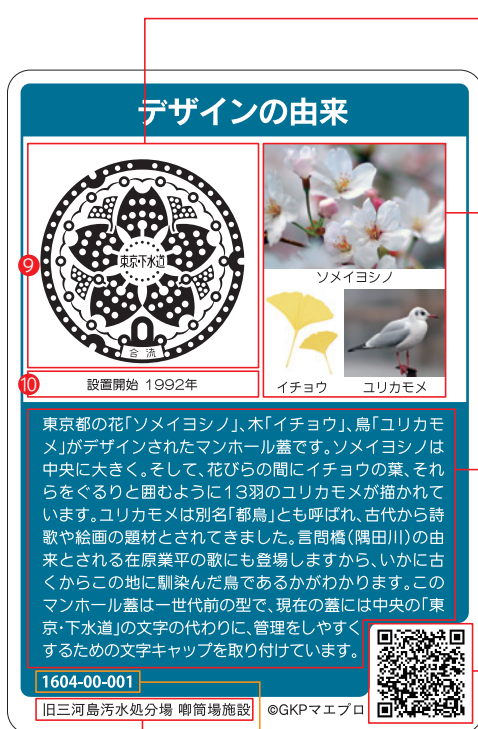 デザインの由来
東京・下水道
合流
❾
ソメイヨシノ
イチョウ
ユリカモメ
❿
設置開始 1992年
東京都の花「ソメイヨシノ」、木「イチョウ」、鳥「ユリカモ
メ」がデザインされたマンホール蓋です。ソメイヨシノは
中央に大きく。そして、花びらの間にイチョウの葉、それ
らをぐるりと囲むように13羽のユリカモメが描かれて
います。ユリカモメは別名「都鳥」とも呼ばれ、古代から詩
歌や絵画の題材とされてきました。言問橋（隅田川）の由
来とされる在原業平の歌にも登場しますから、いかに古
くからこの地に馴染んだ鳥であるかがわかります。この
マンホール蓋は一世代前の型で、現在の蓋には中央の「東
京・下水道」の文字の代わりに、管理をしやすく
するための文字キャップを取り付けています。
1604-00-001
旧三河島汚水処分場 喞筒場施設
©GKPマエプロ